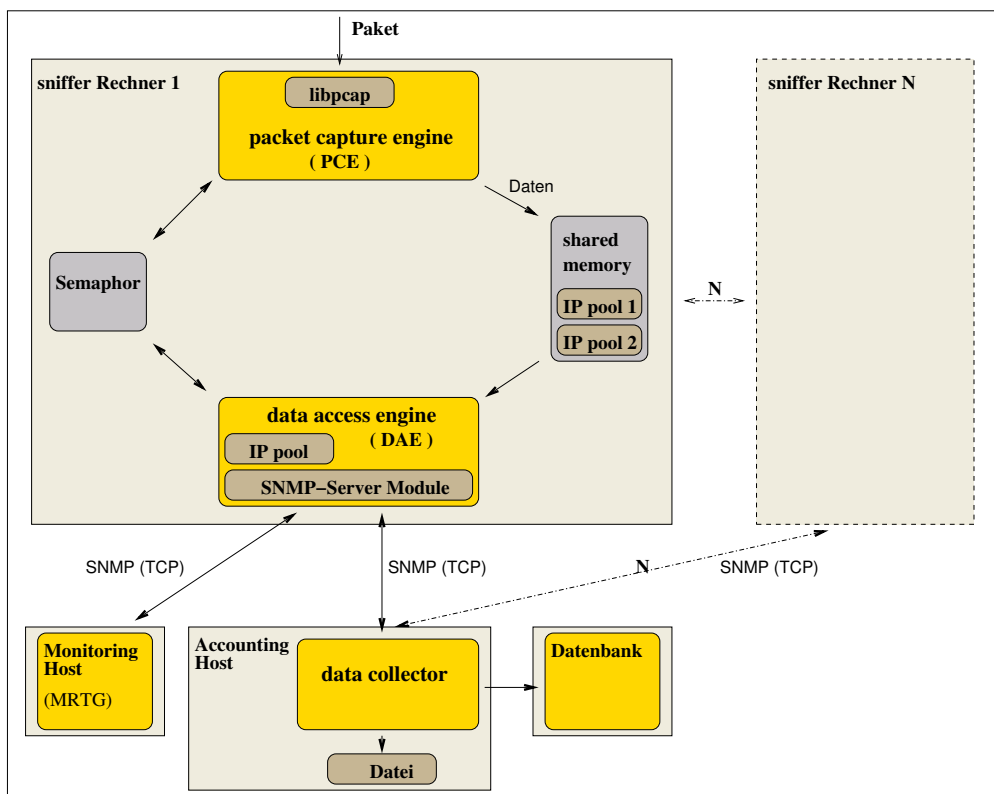 Paket
sniffer Rechner 1
libpcap
packet capture engine
( PCE )
Daten
shared
memory
IP pool 1
IP pool 2
Semaphor
data access engine
( DAE )
IP pool
SNMP−Server Module
sniffer Rechner N
N
SNMP (TCP)
SNMP (TCP)
N
SNMP (TCP)
Monitoring
Host
(MRTG)
Accounting
Host
data collector
Datei
Datenbank